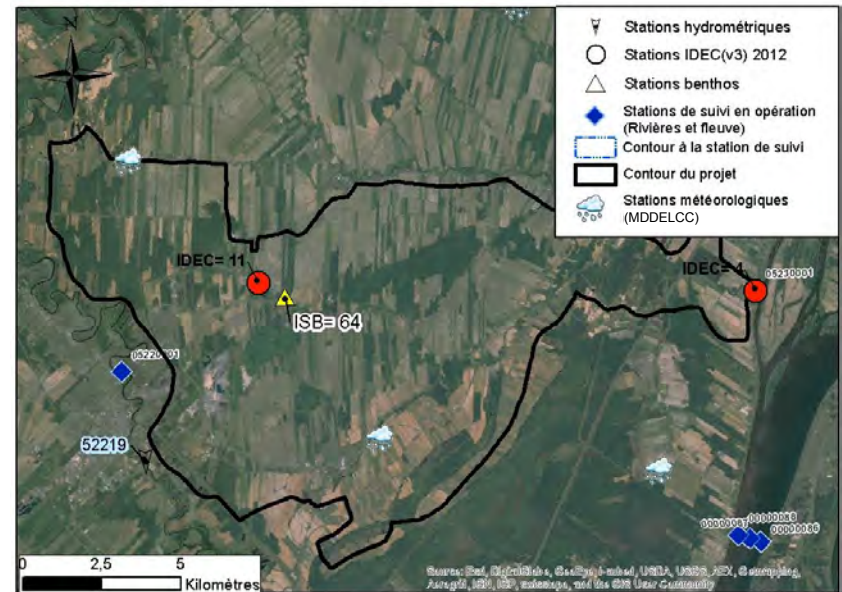 N
Stations hydrométriques
Stations IDEC(v3) 2012
Stations benthos
Stations de suivi en opération
(Rivières et fleuve)
Contour à la station de suivi
Contour du projet
Stations météorologiques
(MDDELCC)
IDEC= 11
IDEC= 4
05230001
ISB= 64
52219
00000086
0 2,5 5
Kilomètres